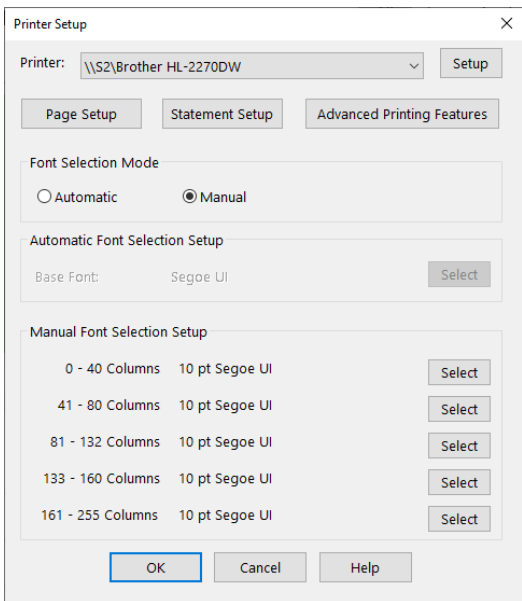 Printer Setup
Printer: \\S2\Brother HL-2270DW Setup
Page Setup Statement Setup Advanced Printing Features
Font Selection Mode
Automatic Manual
Automatic Font Selection Setup
Base Font: Segoe UI Select
Manual Font Selection Setup
0 - 40 Columns 10 pt Segoe UI Select
41 - 80 Columns 10 pt Segoe UI Select
81 - 132 Columns 10 pt Segoe UI Select
133 - 160 Columns 10 pt Segoe UI Select
161 - 255 Columns 10 pt Segoe UI Select
OK Cancel Help